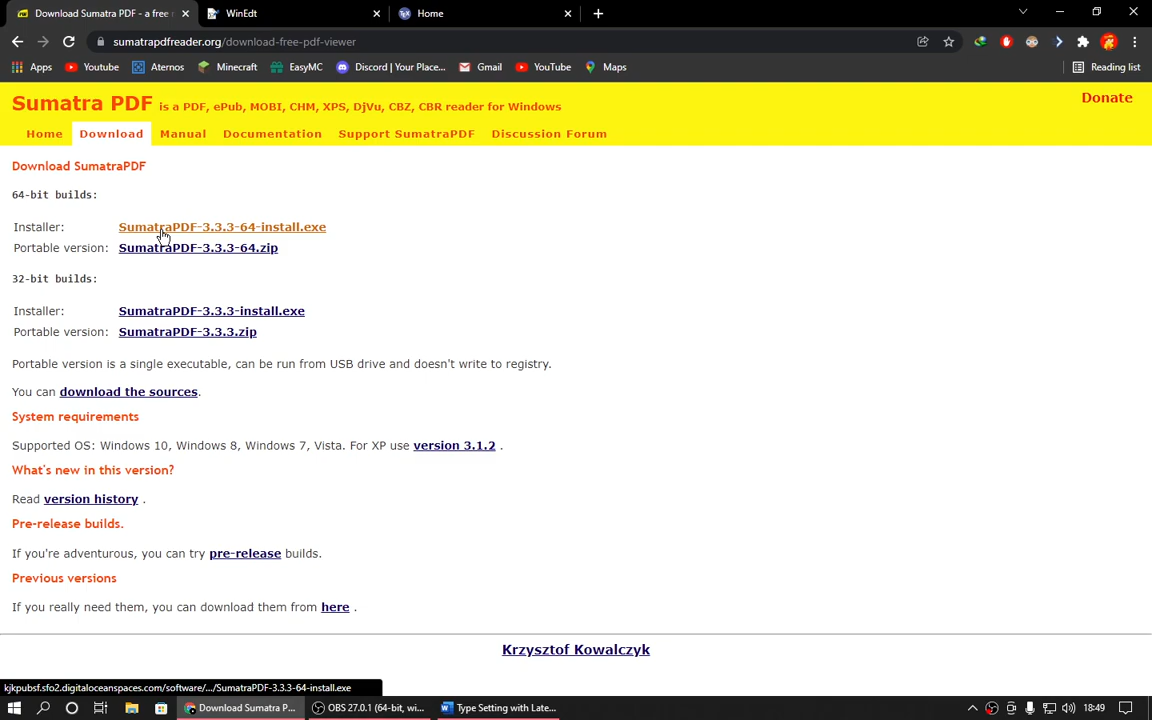 Download Sumatra PDF - a free
WinEdt
Home
sumatrapdfreader.org/download-free-pdf-viewer
Apps
Youtube
Aternos
Minecraft
EasyMC
Discord | Your Place...
Gmail
YouTube
Maps
Reading list
Sumatra PDF is a PDF, ePub, MOBI, CHM, XPS, DjVu, CBZ, CBR reader for Windows
Donate
Home
Download
Manual
Documentation
Support SumatraPDF
Discussion Forum
Download SumatraPDF
64-bit builds:
Installer: SumatraPDF-3.3.3-64-install.exe
Portable version: SumatraPDF-3.3.3-64.zip
32-bit builds:
Installer: SumatraPDF-3.3.3-install.exe
Portable version: SumatraPDF-3.3.3.zip
Portable version is a single executable, can be run from USB drive and doesn't write to registry.
You can download the sources.
System requirements
Supported OS: Windows 10, Windows 8, Windows 7, Vista. For XP use version 3.1.2 .
What's new in this version?
Read version history .
Pre-release builds.
If you're adventurous, you can try pre-release builds.
Previous versions
If you really need them, you can download them from here .
Krzysztof Kowalczyk
kjkpubsf.sfo2.digitaloceanspaces.com/software/.../SumatraPDF-3.3.3-64-install.exe
Download Sumatra P...
OBS 27.0.1 (64-bit, wi...
Type Setting with Late...
18:49